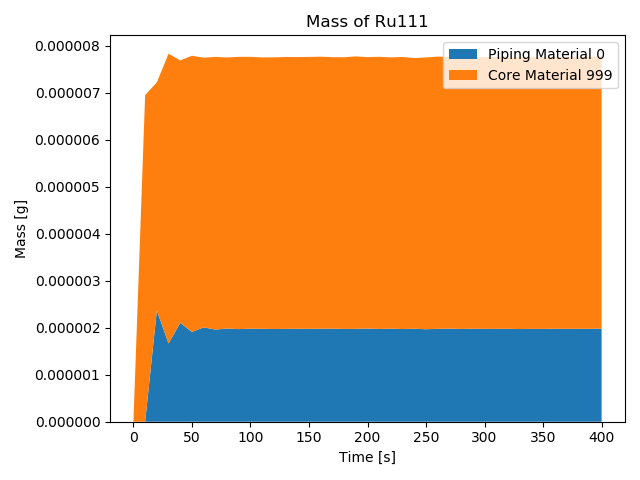 Mass of Ru111
Piping Material 0
Core Material 999
Mass [g]
0.000008
0.000007
0.000006
0.000005
0.000004
0.000003
0.000002
0.000001
0.000000
0 50 100 150 200 250 300 350 400
Time [s]